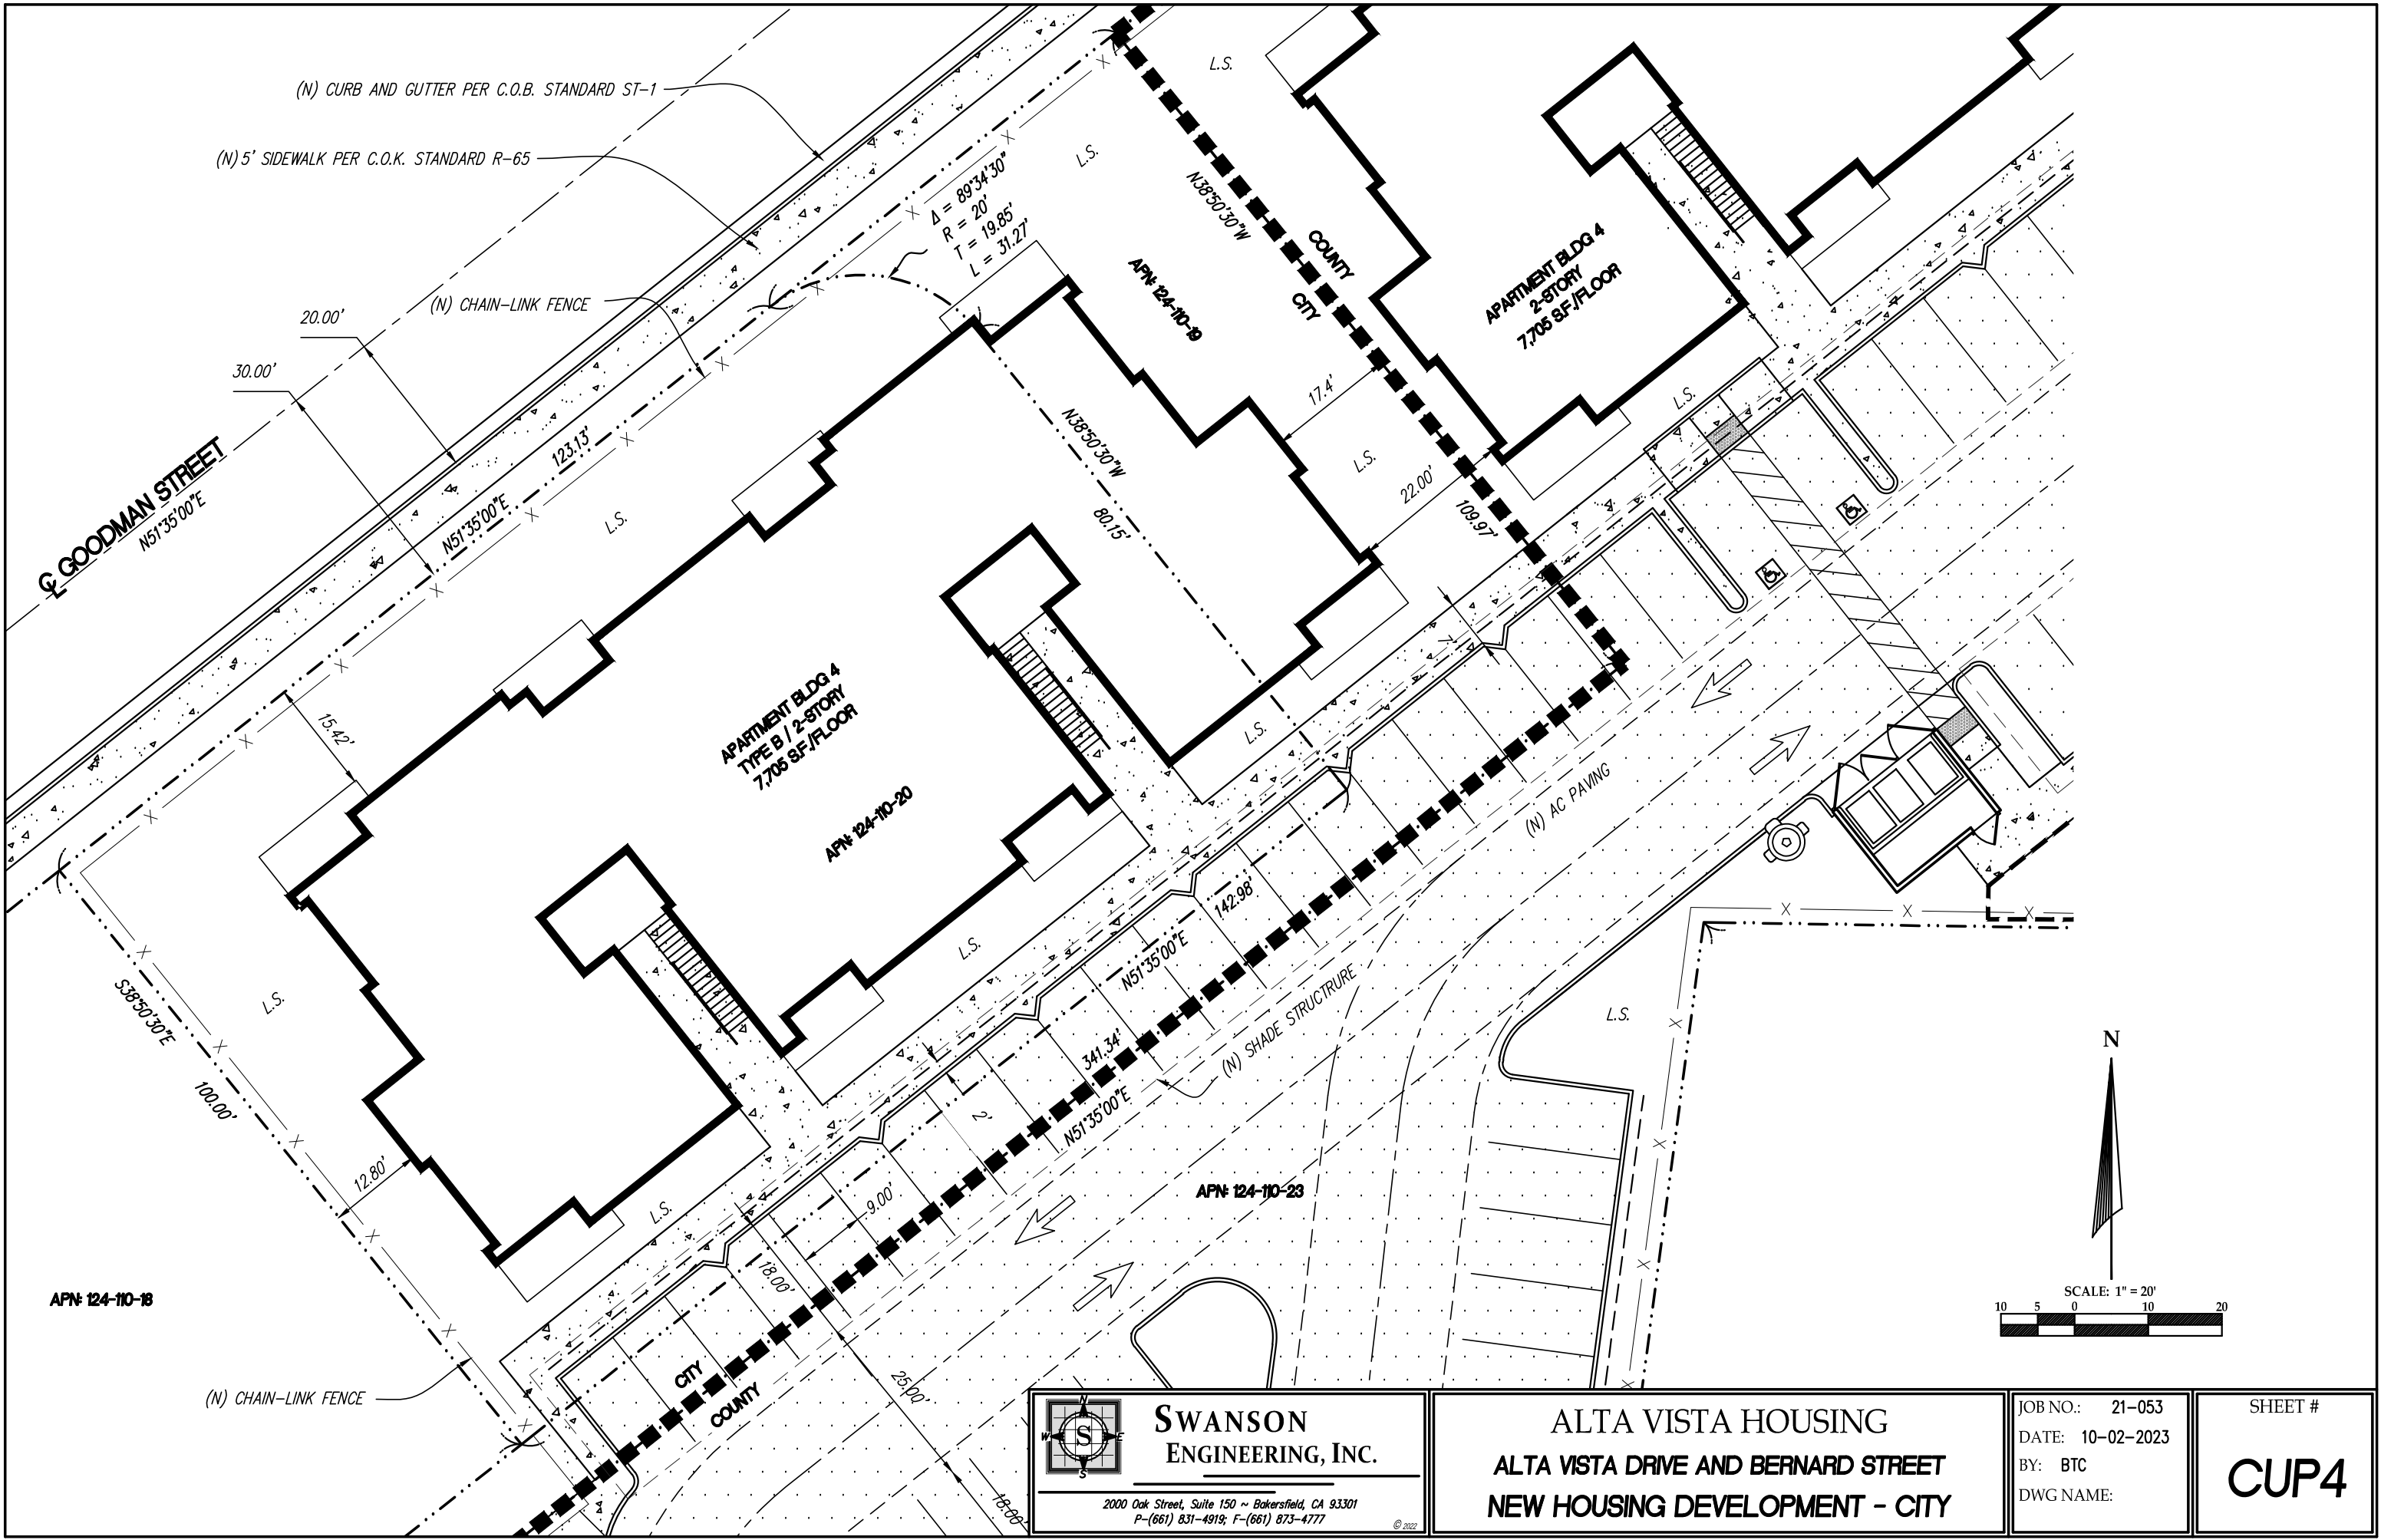 (N) CURB AND GUTTER PER C.O.B. STANDARD ST-1
(N) 5' SIDEWALK PER C.O.K. STANDARD R-65
(N) CHAIN-LINK FENCE
20.00'
30.00'
℄ GOODMAN STREET
N51°35'00"E
123.13'
N51°35'00"E
Δ = 89°34'30"
R = 20'
T = 19.85'
L = 31.27'
L.S.
L.S.
L.S.
N38°50'30"W
COUNTY
CITY
APN: 124-110-19
APARTMENT BLDG 4
2-STORY
7,705 S.F./FLOOR
17.4'
L.S.
22.00'
109.97'
L.S.
N38°50'30"W
80.15'
7'
15.42'
APARTMENT BLDG 4
TYPE B / 2-STORY
7,705 S.F./FLOOR
APN: 124-110-20
L.S.
L.S.
(N) AC PAVING
142.98'
N51°35'00"E
341.34'
N51°35'00"E
(N) SHADE STRUCTRURE
2'
L.S.
S38°50'30"E
100.00'
12.80'
L.S.
9.00'
18.00'
APN: 124-110-23
L.S.
APN: 124-110-18
(N) CHAIN-LINK FENCE
CITY
COUNTY
25.00'
18.00'
N
SCALE: 1" = 20'
10 5 0 10 20
N
W S E
S
SWANSON
ENGINEERING, INC.
2000 Oak Street, Suite 150 ~ Bakersfield, CA 93301
P-(661) 831-4919; F-(661) 873-4777
© 2022
ALTA VISTA HOUSING
ALTA VISTA DRIVE AND BERNARD STREET
NEW HOUSING DEVELOPMENT - CITY
JOB NO.: 21-053
DATE: 10-02-2023
BY: BTC
DWG NAME:
SHEET #
CUP4